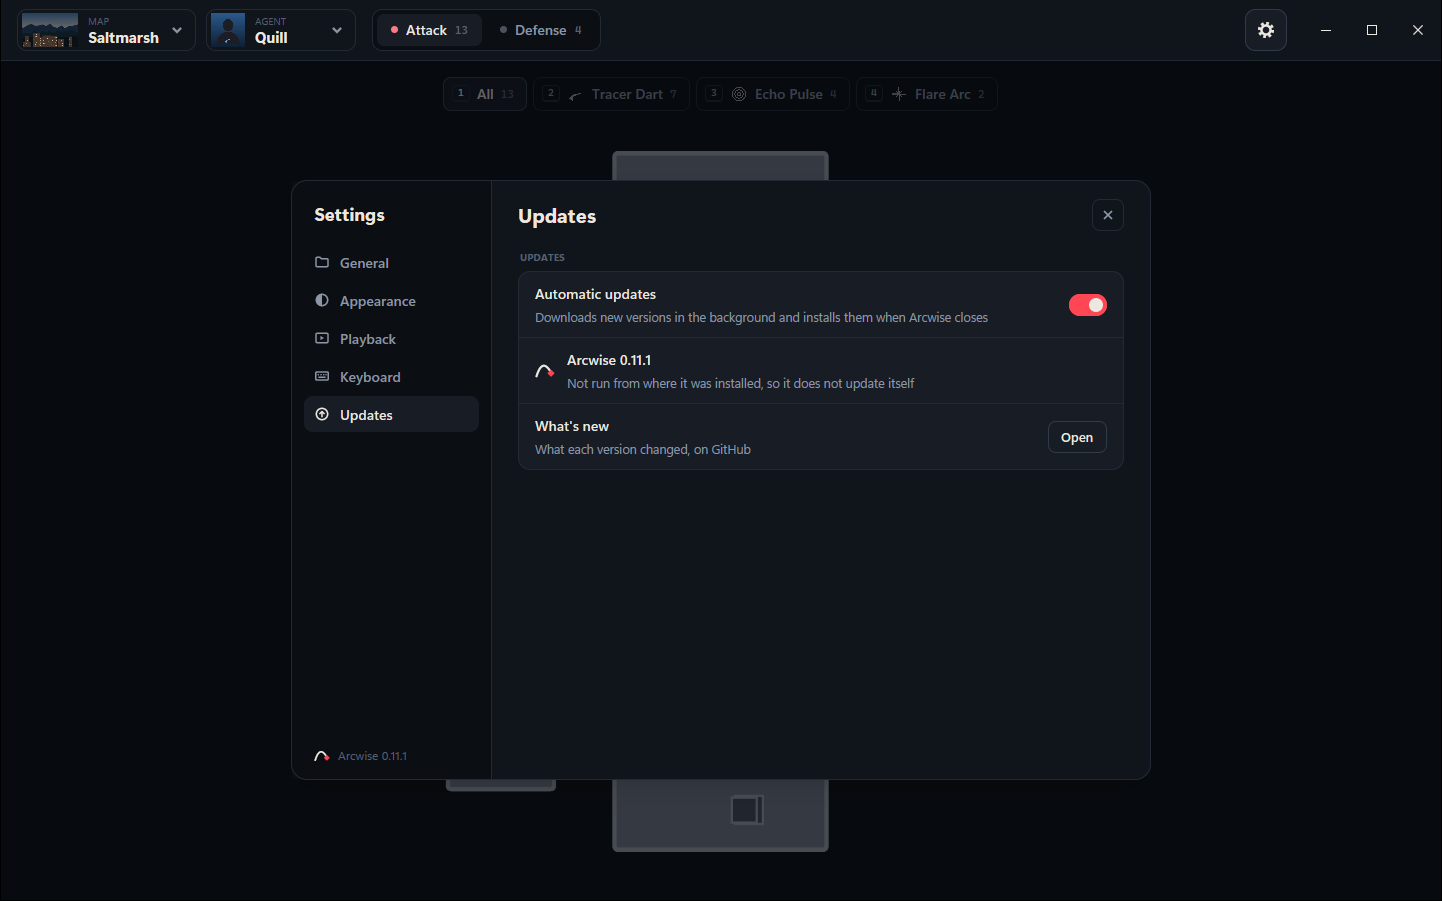 MAP
Saltmarsh
AGENT
Quill
Attack 13
Defense 4
1 All 13
2 Tracer Dart 7
3 Echo Pulse 4
4 Flare Arc 2
Settings
General
Appearance
Playback
Keyboard
Updates
Arcwise 0.11.1
Updates
UPDATES
Automatic updates
Downloads new versions in the background and installs them when Arcwise closes
Arcwise 0.11.1
Not run from where it was installed, so it does not update itself
What's new
What each version changed, on GitHub
Open